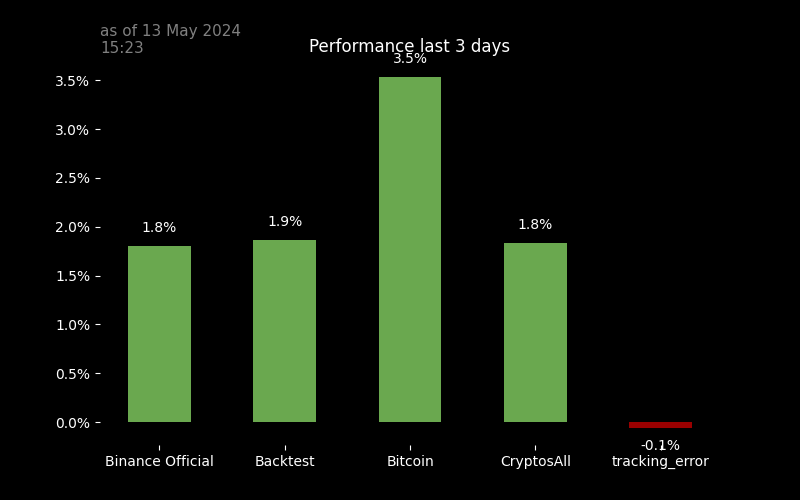 as of 13 May 2024
15:23
Performance last 3 days
3.5%
3.5%
3.0%
2.5%
2.0%
1.5%
1.0%
0.5%
0.0%
1.8%
1.9%
1.8%
-0.1%
Binance Official
Backtest
Bitcoin
CryptosAll
tracking_error